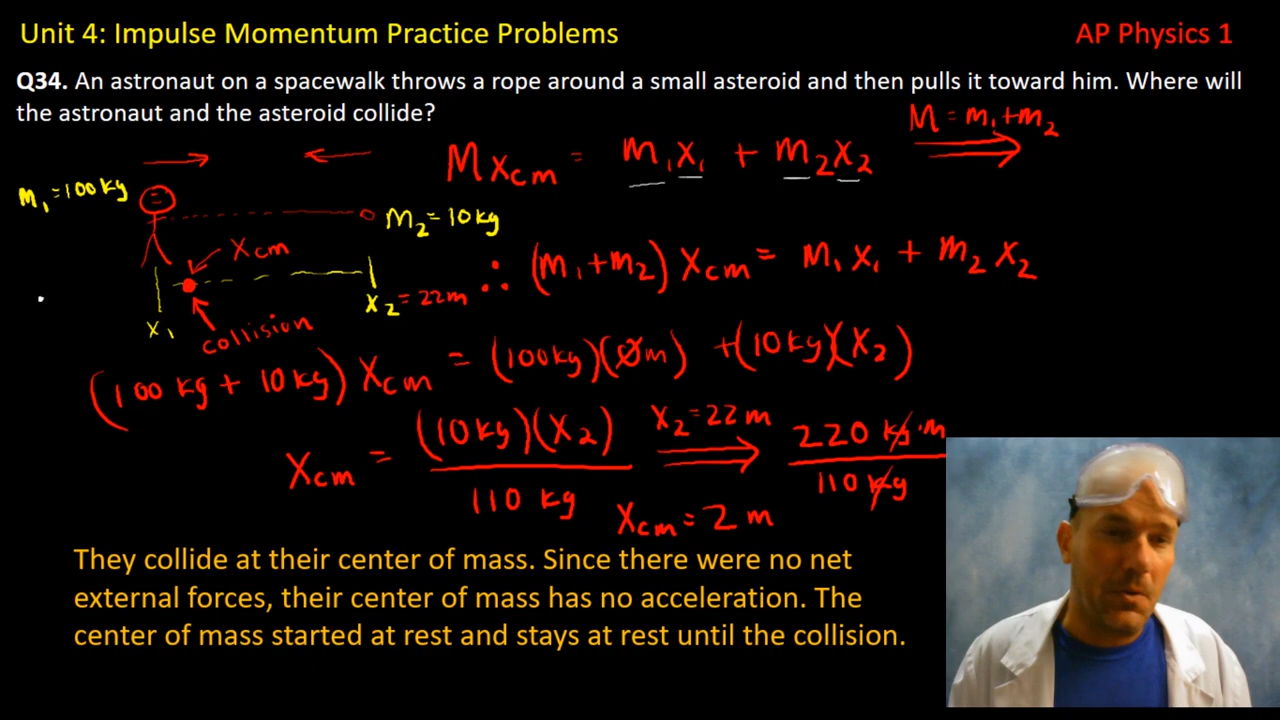 Unit 4: Impulse Momentum Practice Problems
AP Physics 1
Q34. An astronaut on a spacewalk throws a rope around a small asteroid and then pulls it toward him. Where will
the astronaut and the asteroid collide?
M = m₁+m₂
M Xcm = m₁x₁ + m₂x₂
m₁=100kg
M₂=10kg
Xcm
x₁
x₂=22m
collision
∴ (m₁+m₂) Xcm = m₁x₁ + m₂x₂
(100 kg + 10kg) Xcm = (100kg)(0m) + (10kg)(x₂)
Xcm = (10kg)(x₂) / 110 kg
x₂=22m
220 kg·m / 110 kg
Xcm = 2 m
They collide at their center of mass. Since there were no net
external forces, their center of mass has no acceleration. The
center of mass started at rest and stays at rest until the collision.